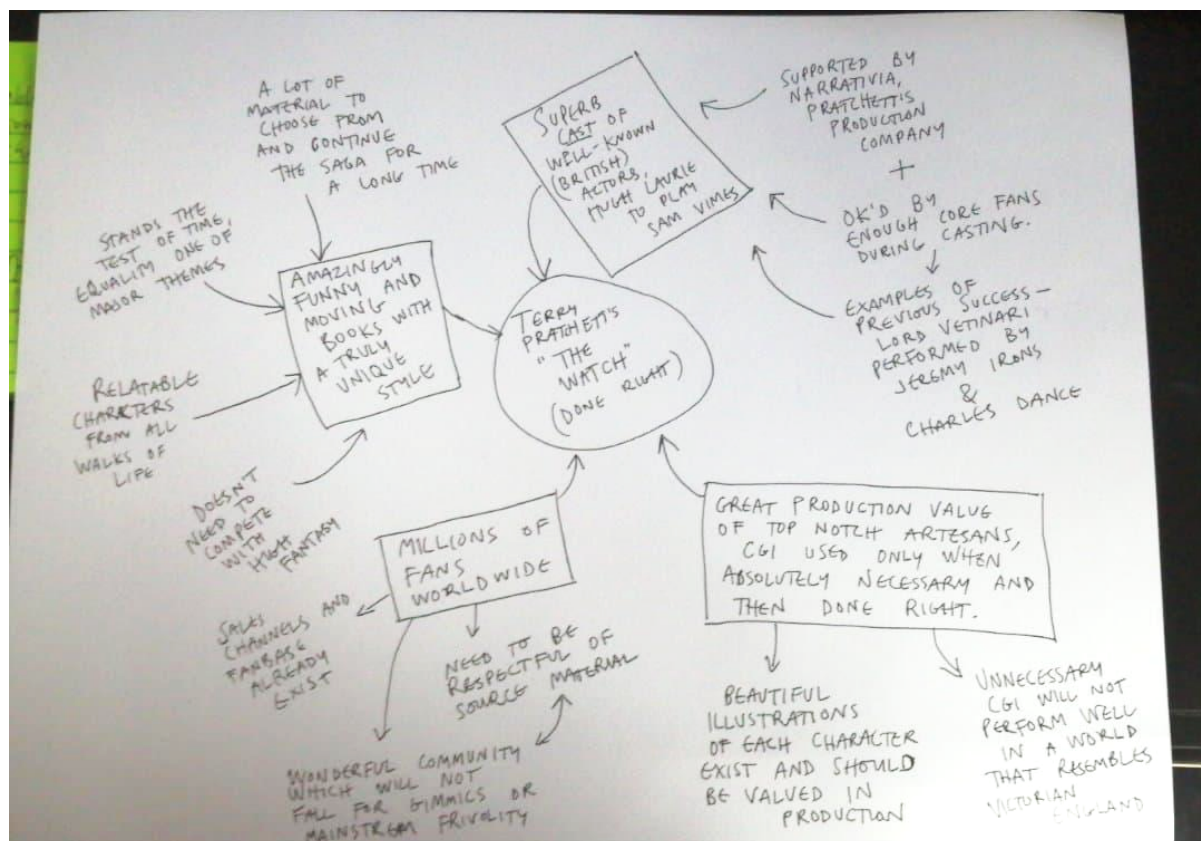 A LOT OF
MATERIAL TO
CHOOSE FROM
AND CONTINUE
THE SAGA FOR
A LONG TIME
STANDS THE
TEST OF TIME,
EQUALITY ONE OF
MAJOR THEMES
RELATABLE
CHARACTERS
FROM ALL
WALKS OF
LIFE
DOESN'T
NEED TO
COMPETE
WITH
HIGH
FANTASY
AMAZINGLY
FUNNY AND
MOVING
BOOKS WITH
A TRULY
UNIQUE
STYLE
SUPERB
CAST OF
WELL-KNOWN
(BRITISH)
ACTORS,
HUGH LAURIE
TO PLAY
SAM VIMES
SUPPORTED BY
NARRATIVIA,
PRATCHETT'S
PRODUCTION
COMPANY
+
OK'D BY
ENOUGH CORE FANS
DURING CASTING.
EXAMPLES OF
PREVIOUS SUCCESS—
LORD VETINARI
PERFORMED BY
JEREMY IRONS
&
CHARLES DANCE
TERRY
PRATCHETT'S
"THE
WATCH"
(DONE RIGHT)
MILLIONS OF
FANS
WORLDWIDE
SALES
CHANNELS AND
FANBASE
ALREADY
EXIST
NEED TO BE
RESPECTFUL OF
SOURCE MATERIAL
WONDERFUL COMMUNITY
WHICH WILL NOT
FALL FOR GIMMICS OR
MAINSTREAM FRIVOLITY
GREAT PRODUCTION VALUE
OF TOP NOTCH ARTESANS,
CGI USED ONLY WHEN
ABSOLUTELY NECESSARY AND
THEN DONE RIGHT.
BEAUTIFUL
ILLUSTRATIONS
OF EACH CHARACTER
EXIST AND SHOULD
BE VALUED IN
PRODUCTION
UNNECESSARY
CGI WILL NOT
PERFORM WELL
IN A WORLD
THAT RESEMBLES
VICTORIAN
ENGLAND